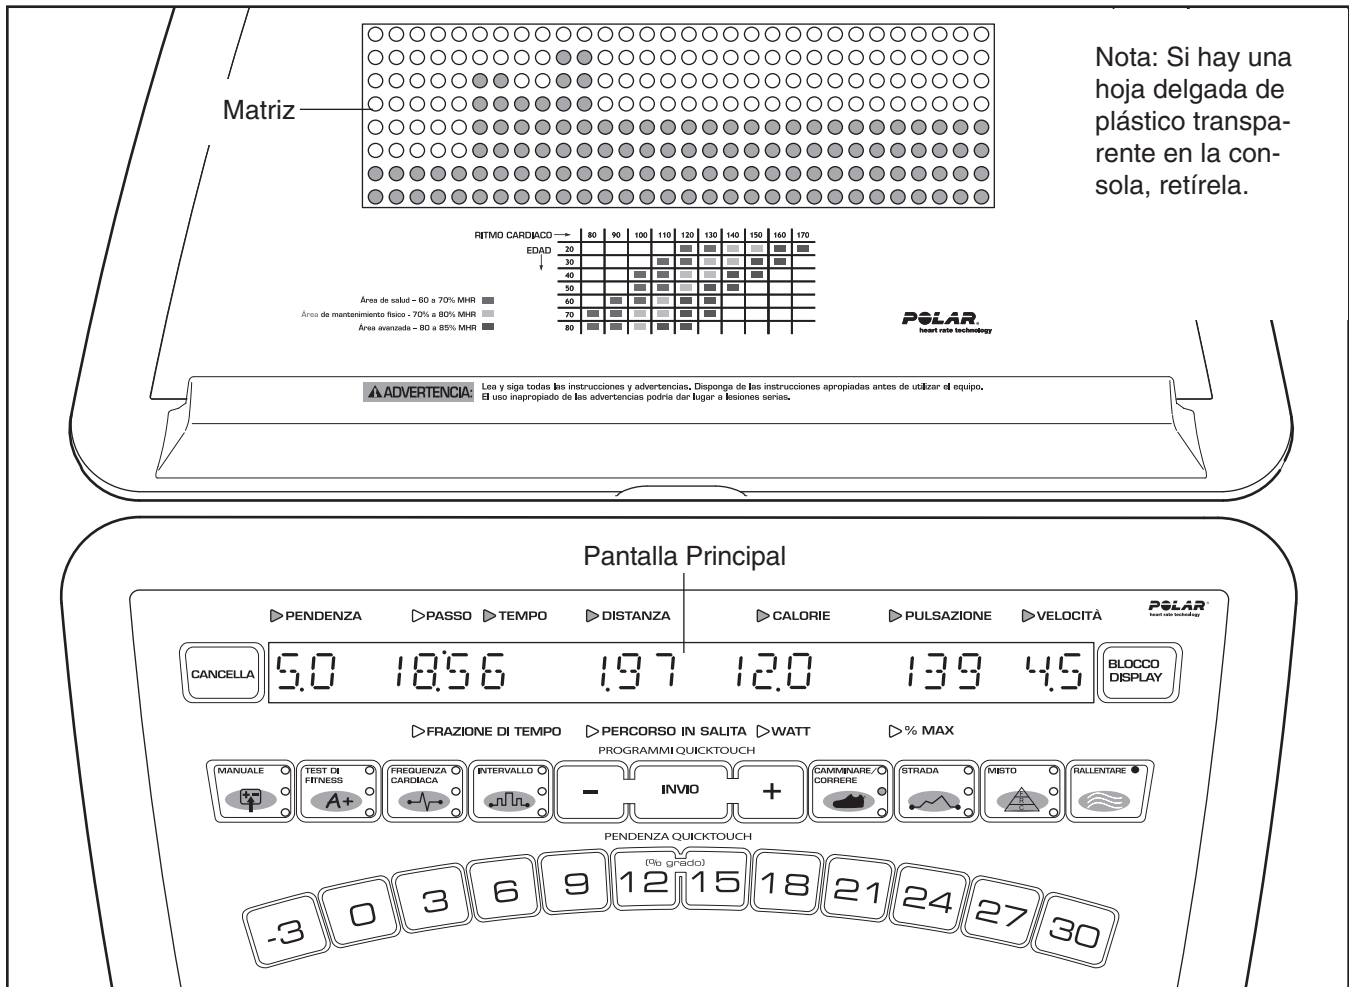 Nota: Si hay una
hoja delgada de
plástico transpa-
rente en la con-
sola, retírela.
Matriz
RITMO CARDIACO 80 90 100 110 120 130 140 150 160 170
EDAD 20
30
40
50
60
70
80
Área de salud – 60 a 70% MHR
Área de mantenimiento físico - 70% a 80% MHR
Área avanzada – 80 a 85% MHR
POLAR
heart rate technology
ADVERTENCIA:
Lea y siga todas las instrucciones y advertencias. Disponga de las instrucciones apropiadas antes de utilizar el equipo.
El uso inapropiado de las advertencias podría dar lugar a lesiones serias.
Pantalla Principal
PENDENZA PASSO TEMPO DISTANZA CALORIE PULSAZIONE VELOCITÀ
POLAR
heart rate technology
CANCELLA
5.0 18:56 1.97 12.0 139 4.5
BLOCCO
DISPLAY
FRAZIONE DI TEMPO PERCORSO IN SALITA WATT % MAX
PROGRAMMI QUICKTOUCH
MANUALE
TEST DI
FITNESS
A+
FREQUENZA
CARDIACA
INTERVALLO
– INVIO +
CAMMINARE/
CORRERE
STRADA
MISTO
F
R
C
RALLENTARE
PENDENZA QUICKTOUCH
(% grado)
-3 0 3 6 9 12 15 18 21 24 27 30